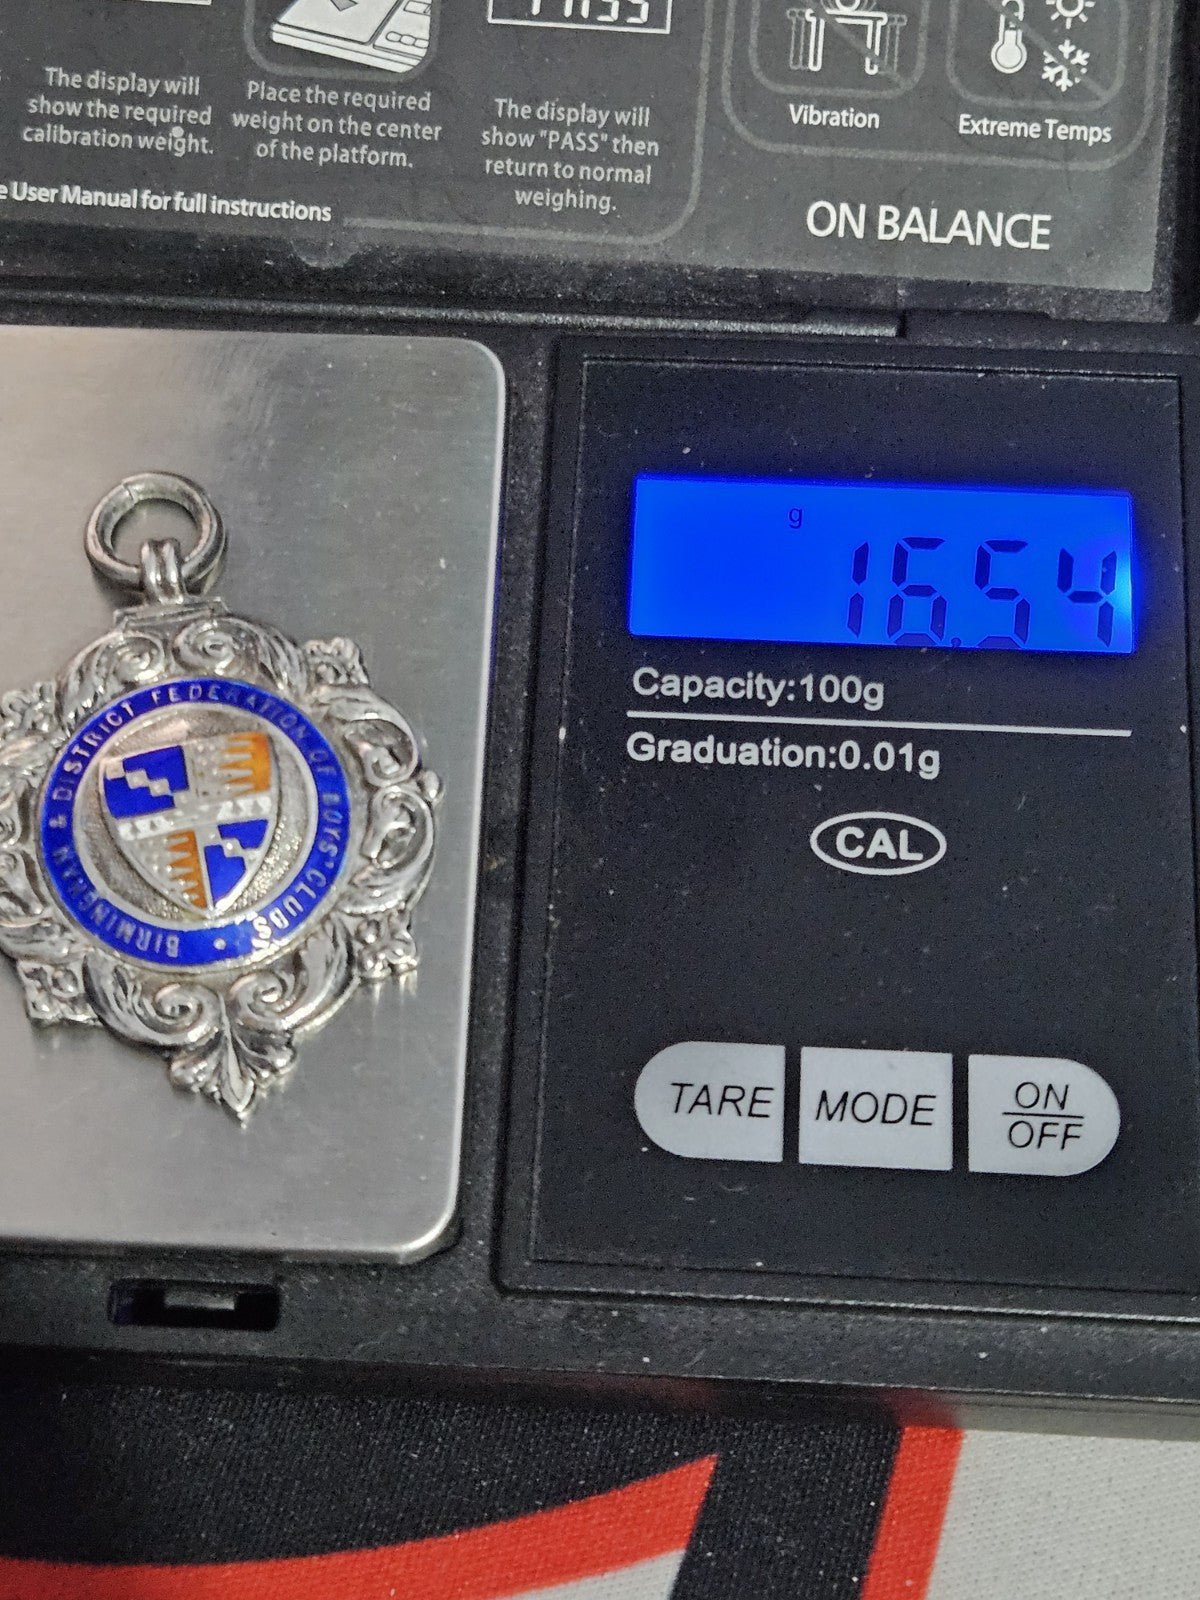 The display will
show the required
calibration weight.
Place the required
weight on the center
of the platform.
The display will
show "PASS" then
return to normal
weighing.
User Manual for full instructions
Vibration
Extreme Temps
ON BALANCE
g
16.54
Capacity:100g
Graduation:0.01g
CAL
TARE
MODE
ON
OFF
BIRMINGHAM & DISTRICT FEDERATION OF BOYS' CLUBS